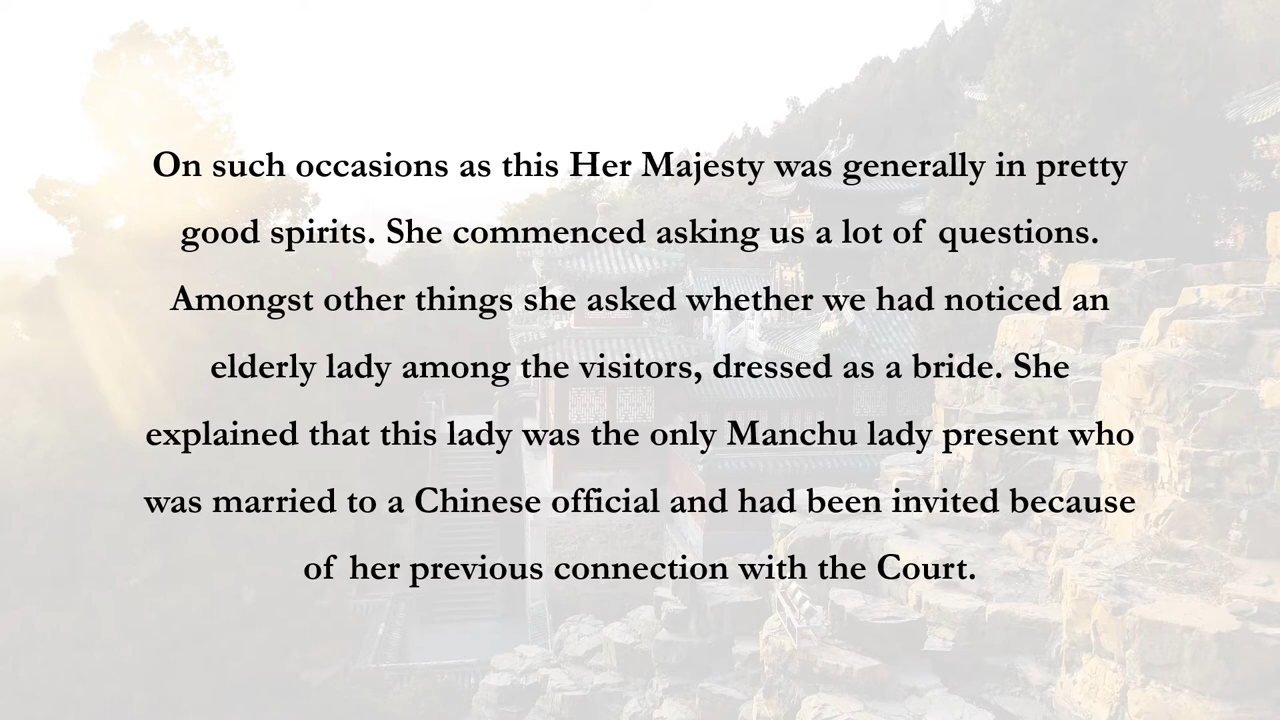 On such occasions as this Her Majesty was generally in pretty
good spirits. She commenced asking us a lot of questions.
Amongst other things she asked whether we had noticed an
elderly lady among the visitors, dressed as a bride. She
explained that this lady was the only Manchu lady present who
was married to a Chinese official and had been invited because
of her previous connection with the Court.